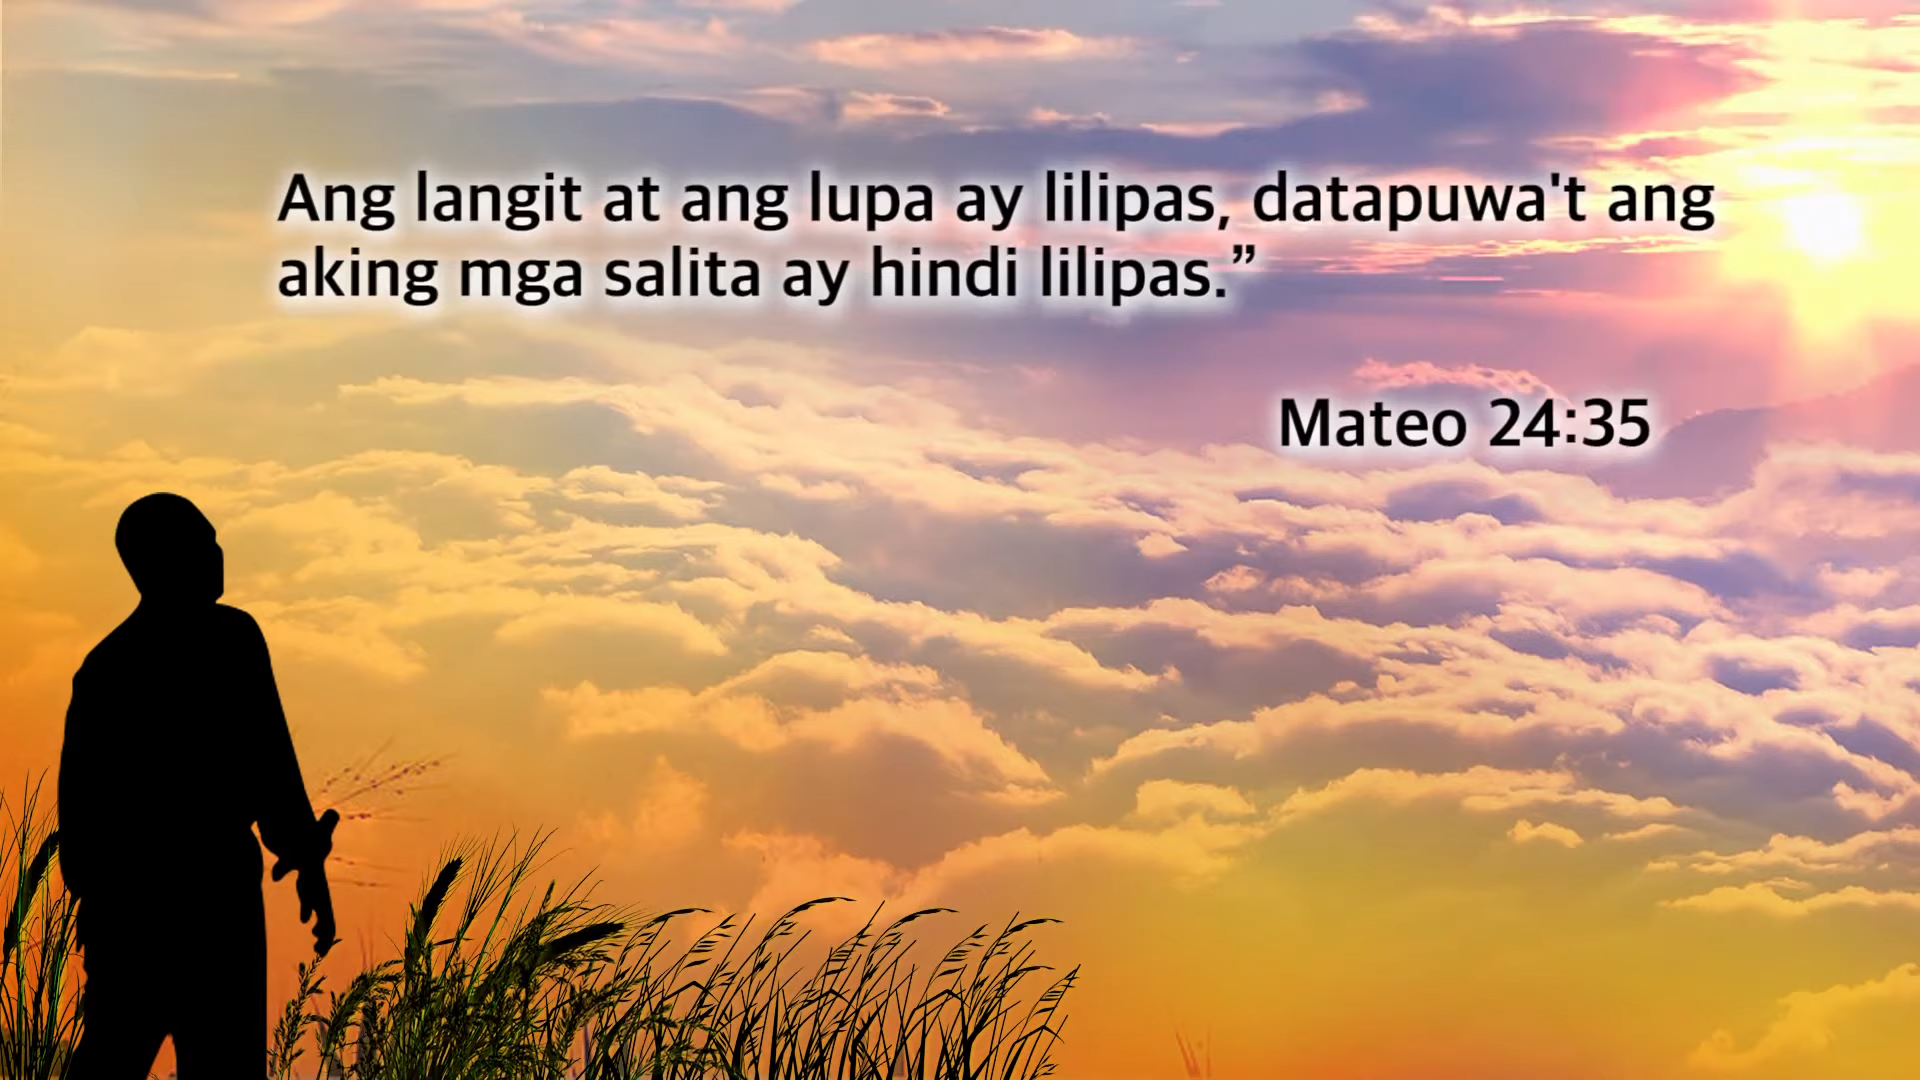 Ang langit at ang lupa ay lilipas, datapuwa't ang
aking mga salita ay hindi lilipas.”
Mateo 24:35